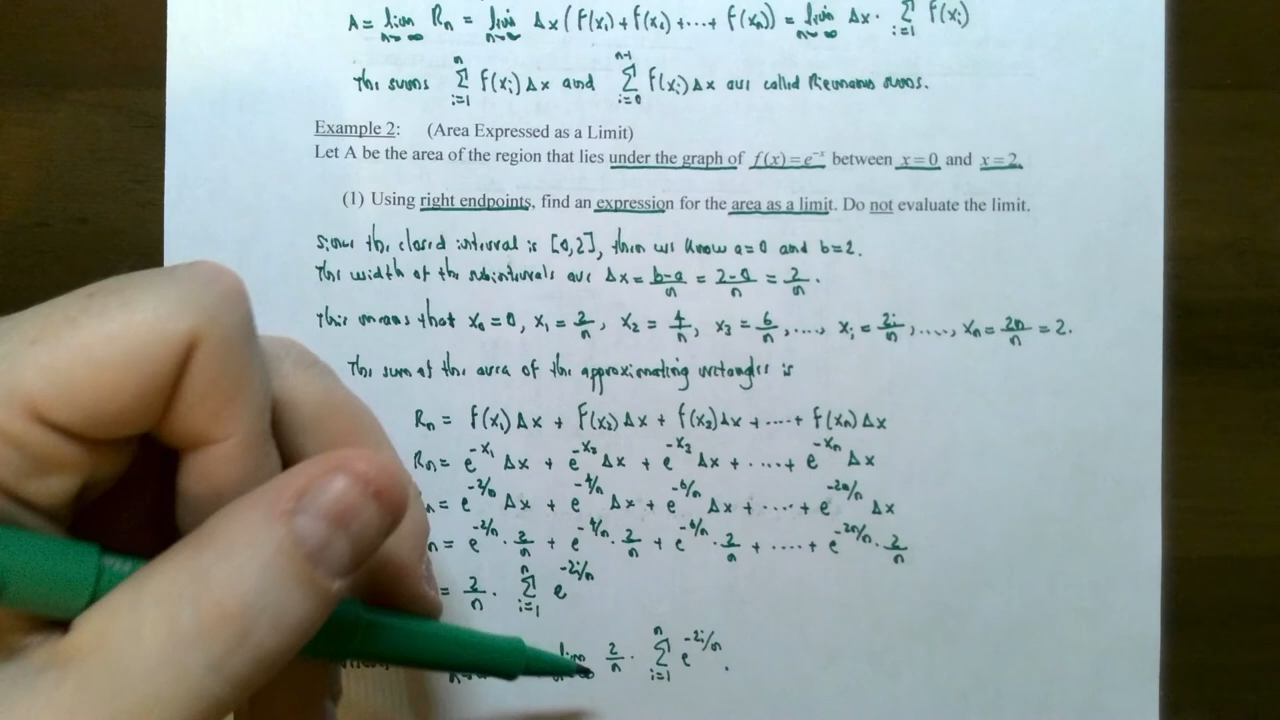 A = lim n→∞ Rn = lim n→∞ Δx (f(x₁) + f(x₂) + ... + f(xn)) = lim n→∞ Δx · Σ i=1 f(xi)
The sums Σ i=1 n f(xi) Δx and Σ i=0 n-1 f(xi) Δx are called Riemann sums.
Example 2: (Area Expressed as a Limit)
Let A be the area of the region that lies under the graph of f(x) = e^-x between x = 0 and x = 2.
(1) Using right endpoints, find an expression for the area as a limit. Do not evaluate the limit.
Since the closed interval is [0,2], then we know a=0 and b=2.
The width of the subintervals are Δx = b-a/n = 2-0/n = 2/n.
This means that x₀ = 0, x₁ = 2/n, x₂ = 4/n, x₃ = 6/n, ...., xi = 2i/n, ...., xn = 2n/n = 2.
The sum of the area of the approximating rectangles is
Rn = f(x₁) Δx + f(x₂) Δx + f(x₃) Δx + ..... + f(xn) Δx
Rn = e^-x₁ Δx + e^-x₂ Δx + e^-x₃ Δx + ..... + e^-xn Δx
n = e^-2/n Δx + e^-4/n Δx + e^-6/n Δx + ..... + e^-2n/n Δx
n = e^-2/n · 2/n + e^-4/n · 2/n + e^-6/n · 2/n + ..... + e^-2n/n · 2/n
= 2/n · Σ i=1 n e^-2i/n
lim 2/n · Σ i=1 n e^-2i/n .